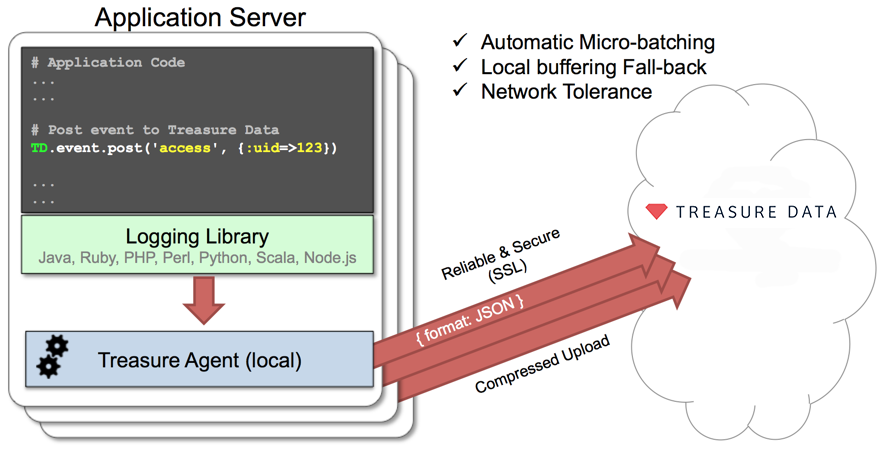 Application Server
# Application Code
...
...
# Post event to Treasure Data
TD.event.post('access', {:uid=>123})
...
...
Logging Library
Java, Ruby, PHP, Perl, Python, Scala, Node.js
Treasure Agent (local)
✓ Automatic Micro-batching
✓ Local buffering Fall-back
✓ Network Tolerance
Reliable & Secure
(SSL)
{ format: JSON }
Compressed Upload
TREASURE DATA